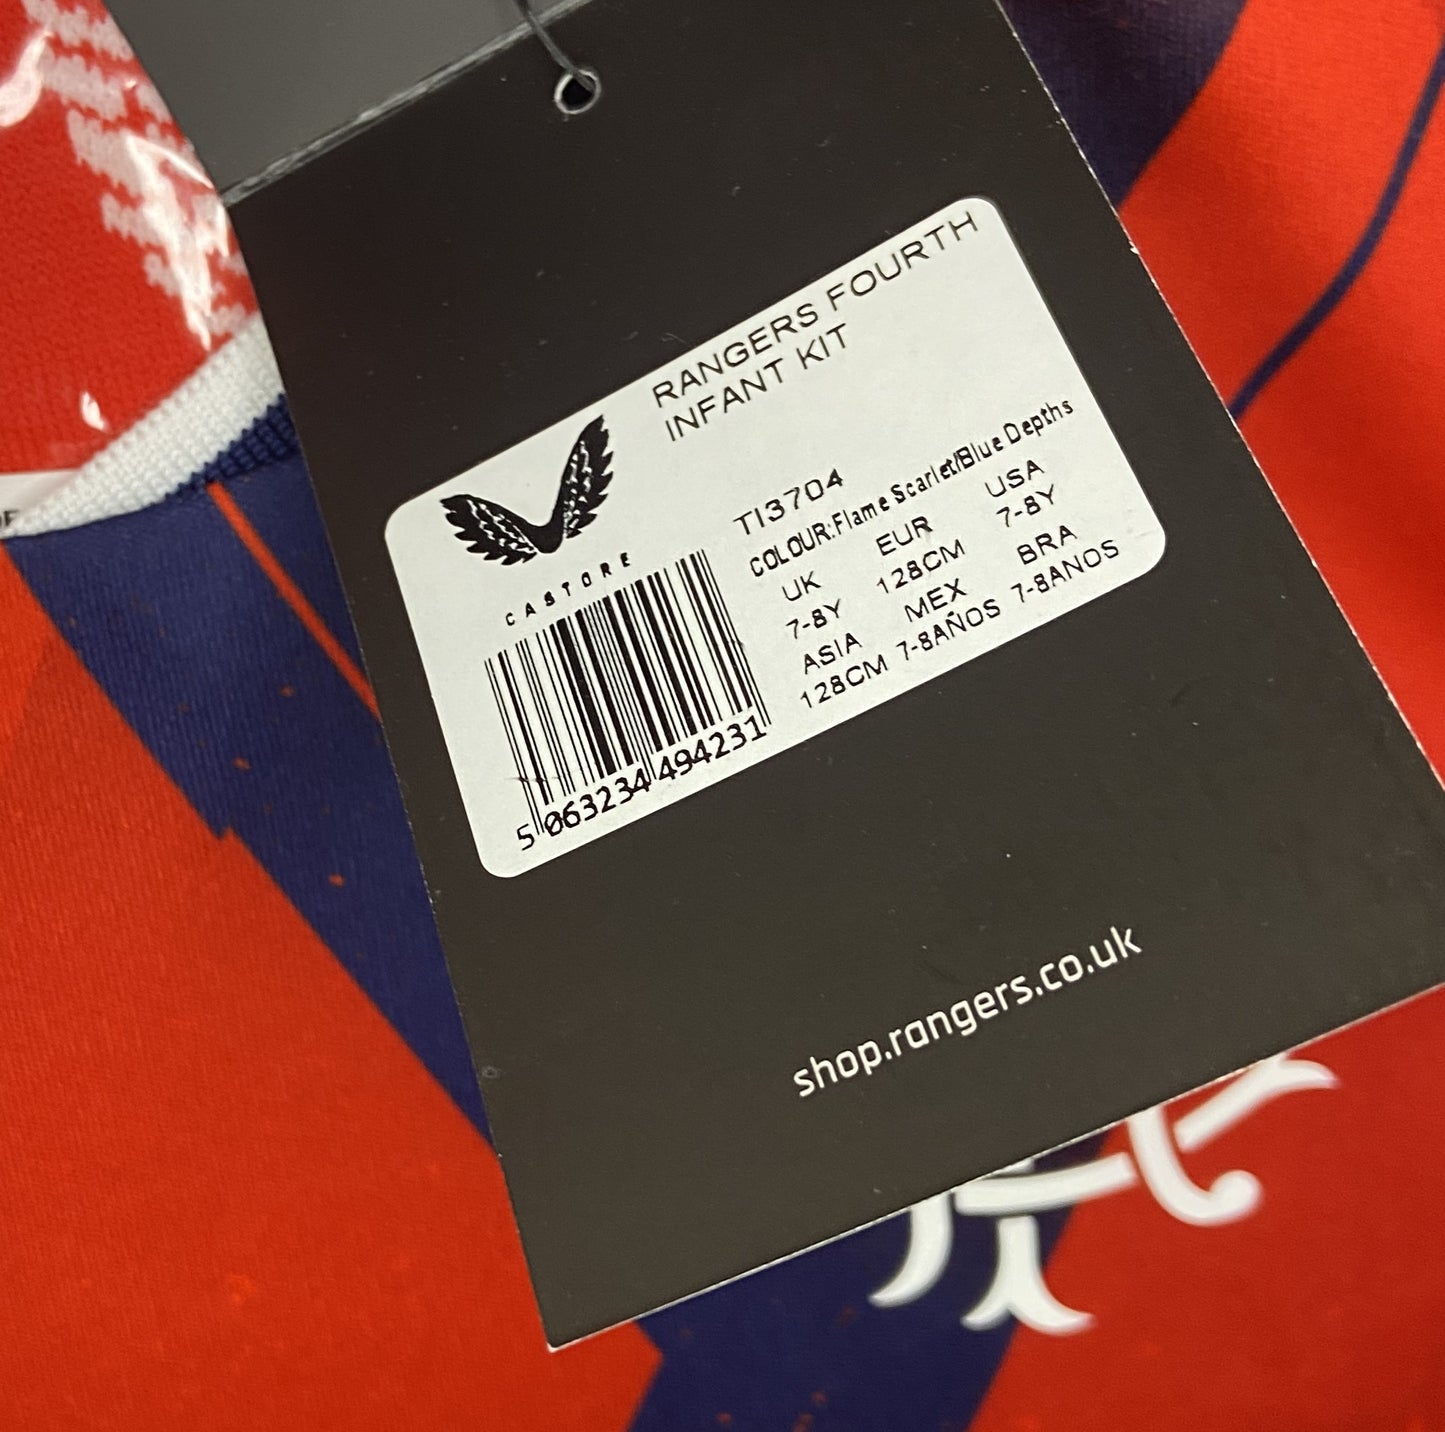 RANGERS FOURTH
INFANT KIT
CASTORE
TI3704
COLOUR:Flame Scarlet/Blue Depths
UK EUR USA
7-8Y 128CM 7-8Y
ASIA MEX BRA
128CM 7-8AÑOS 7-8ANOS
5 063234 494231
shop.rangers.co.uk